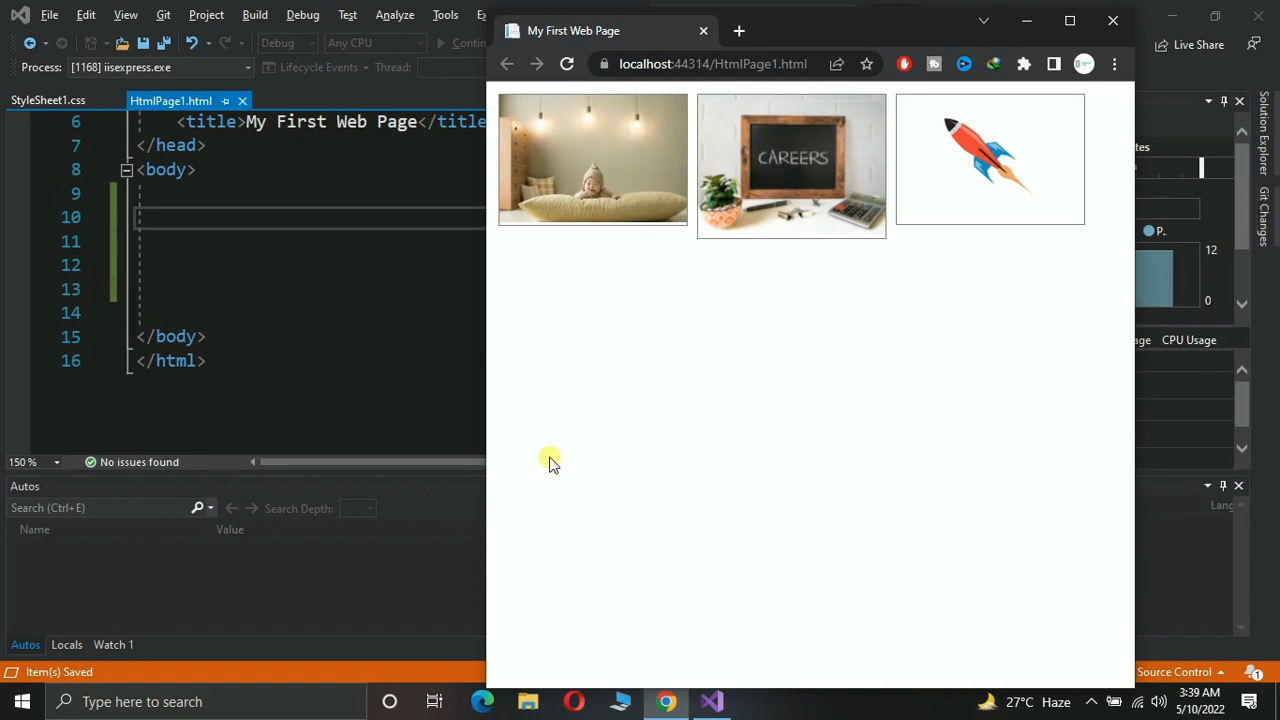 File Edit View Git Project Build Debug Test Analyze Tools
Debug Any CPU
Live Share
Process: [1168] iisexpress.exe Lifecycle Events Thread:
StyleSheet1.css HtmlPage1.html
6 <title>My First Web Page</title
7 </head>
8 <body>
9
10
11
12
13
14
15 </body>
16 </html>
150 % No issues found
Autos
Search (Ctrl+E) Search Depth:
Name Value
Autos Locals Watch 1
Item(s) Saved
My First Web Page
localhost:44314/HtmlPage1.html
CAREERS
Solution Explorer
Git Changes
tes
P..
12
0
age CPU Usage
Lang
Source Control
1
Type here to search
27°C Haze
3:39 AM
5/10/2022